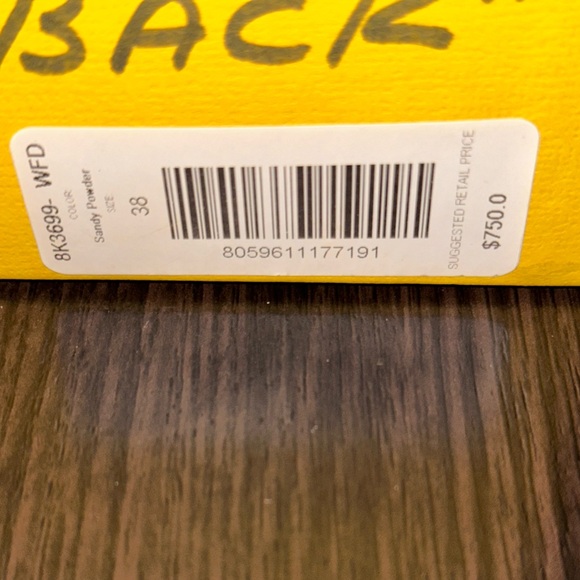 BACK"
8K3699- WFD
COLOR
Sandy Powder
SIZE
38
8059611177191
SUGGESTED RETAIL PRICE
$750.0